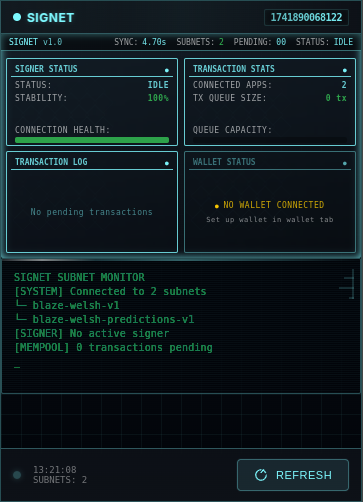 SIGNET
1741890068122
SIGNET v1.0 SYNC: 4.70s SUBNETS: 2 PENDING: 00 STATUS: IDLE
SIGNER STATUS
STATUS: IDLE
STABILITY: 100%
CONNECTION HEALTH:
TRANSACTION STATS
CONNECTED APPS: 2
TX QUEUE SIZE: 0 tx
QUEUE CAPACITY:
TRANSACTION LOG
No pending transactions
WALLET STATUS
NO WALLET CONNECTED
Set up wallet in wallet tab
SIGNET SUBNET MONITOR
[SYSTEM] Connected to 2 subnets
└─ blaze-welsh-v1
└─ blaze-welsh-predictions-v1
[SIGNER] No active signer
[MEMPOOL] 0 transactions pending
_
13:21:08
SUBNETS: 2
REFRESH